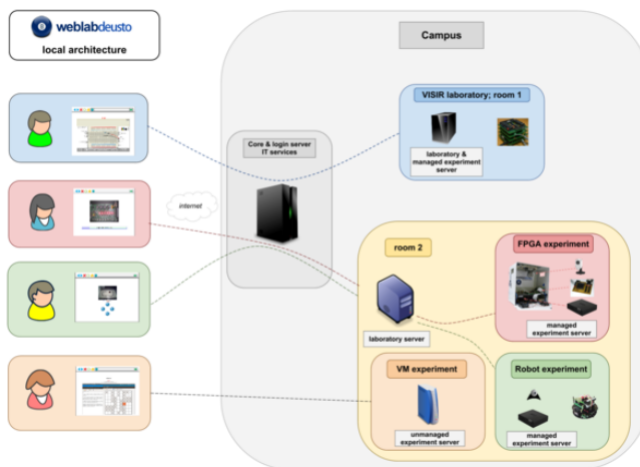 weblabdeusto
local architecture
Campus
VISIR laboratory; room 1
laboratory &
managed experiment
server
Core & login server
IT services
internet
room 2
laboratory server
FPGA experiment
managed
experiment server
VM experiment
unmanaged
experiment server
Robot experiment
managed
experiment server